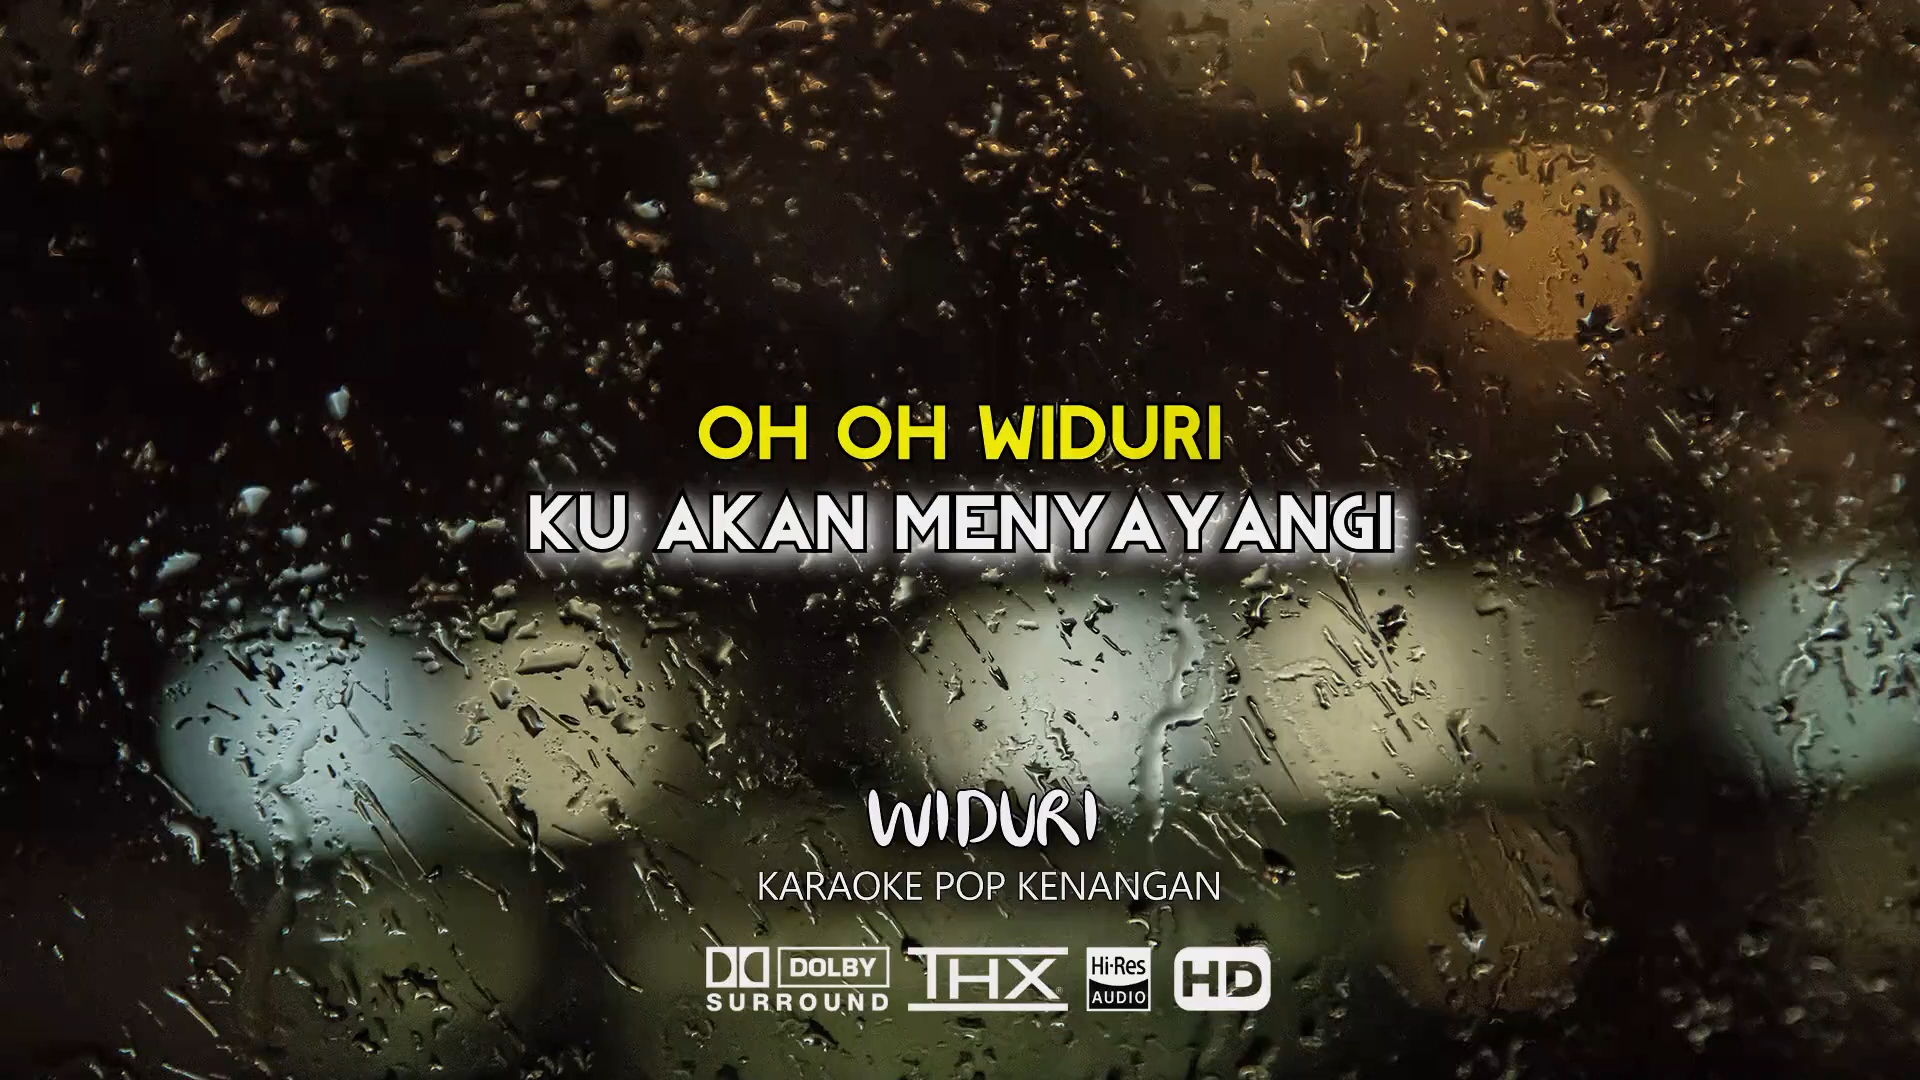 OH OH WIDURI
KU AKAN MENYAYANGI
WIDURI
KARAOKE POP KENANGAN
DOLBY SURROUND
THX
Hi-Res AUDIO
HD